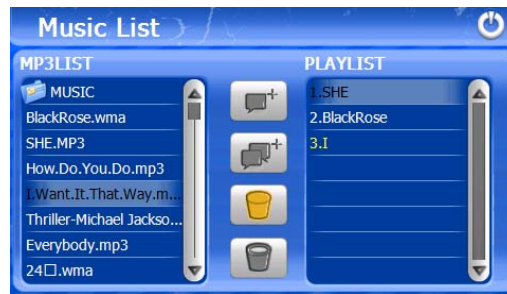 Music List
MP3LIST
MUSIC
BlackRose.wma
SHE.MP3
How.Do.You.Do.mp3
I.Want.It.That.Way.m...
Thriller-Michael Jackso...
Everybody.mp3
24□.wma
PLAYLIST
1.SHE
2.BlackRose
3.I